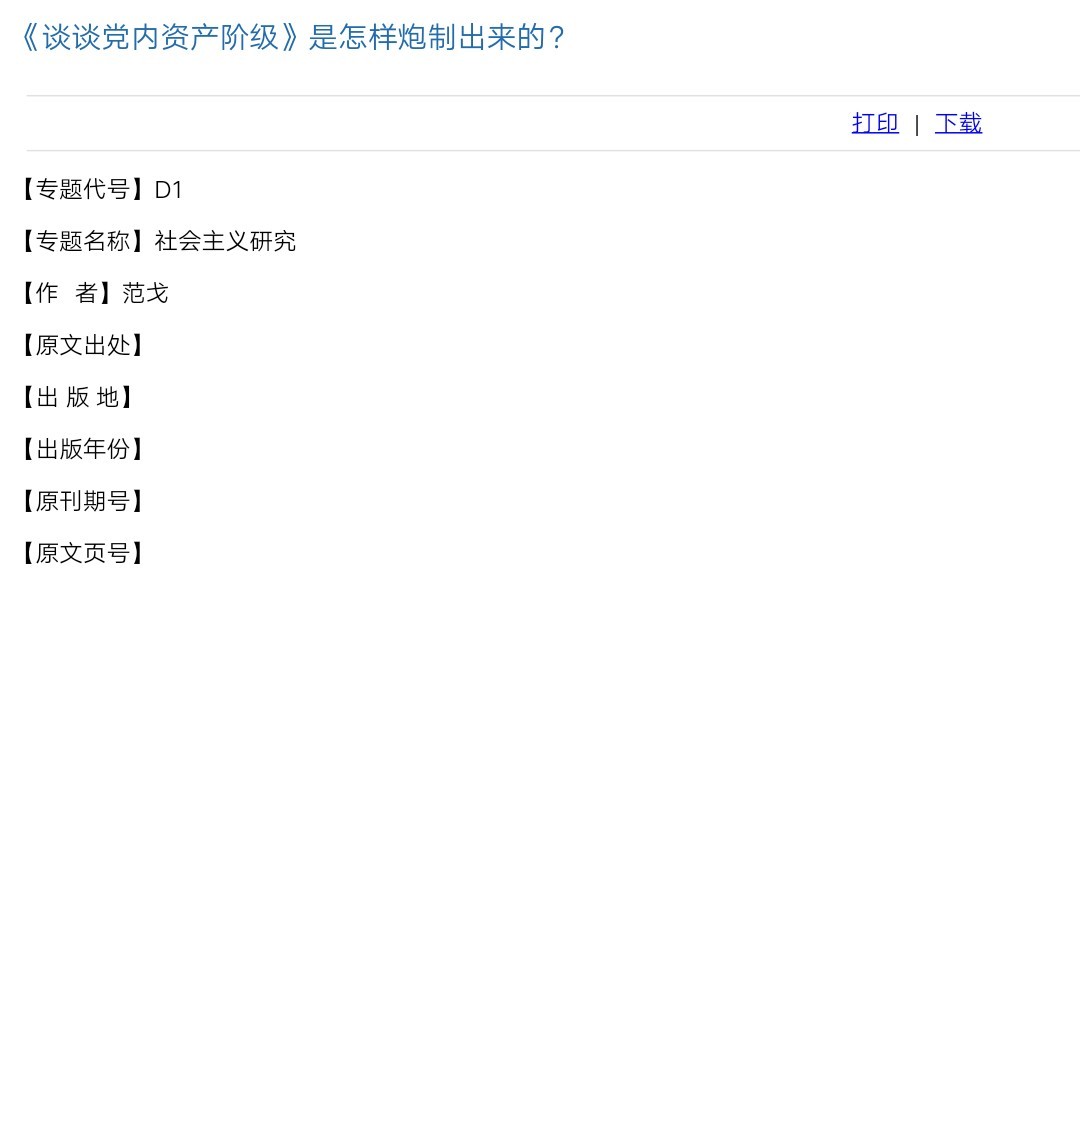 《谈谈党内资产阶级》是怎样炮制出来的？
打印 | 下载
【专题代号】D1
【专题名称】社会主义研究
【作 者】范戈
【原文出处】
【出 版 地】
【出版年份】
【原刊期号】
【原文页号】